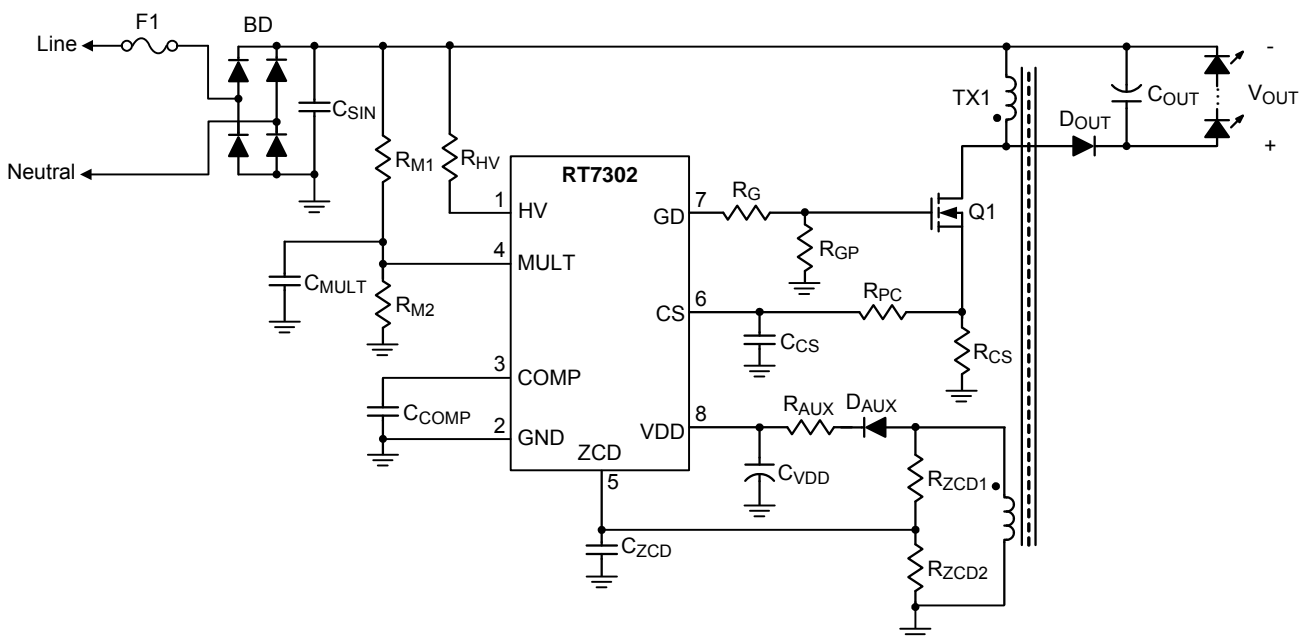 F1
BD
Line
Neutral
CSIN
RM1
RHV
TX1
COUT
-
VOUT
+
DOUT
RT7302
1
HV
GD
7
RG
Q1
RGP
4
MULT
CMULT
RM2
CS
6
RPC
CCS
RCS
3
COMP
CCOMP
2
GND
VDD
8
RAUX
DAUX
CVDD
ZCD
5
RZCD1
CZCD
RZCD2